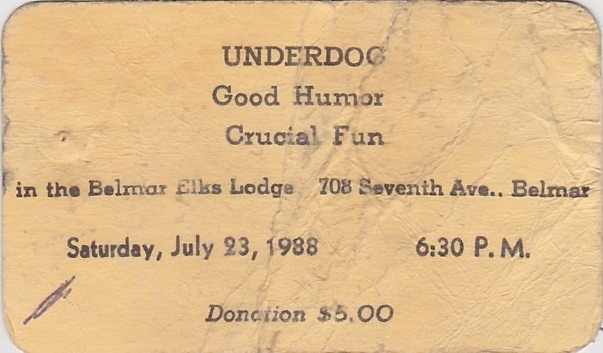 UNDERDOG
Good Humor
Crucial Fun
in the Belmar Elks Lodge 708 Seventh Ave., Belmar
Saturday, July 23, 1988 6:30 P.M.
Donation $5.00